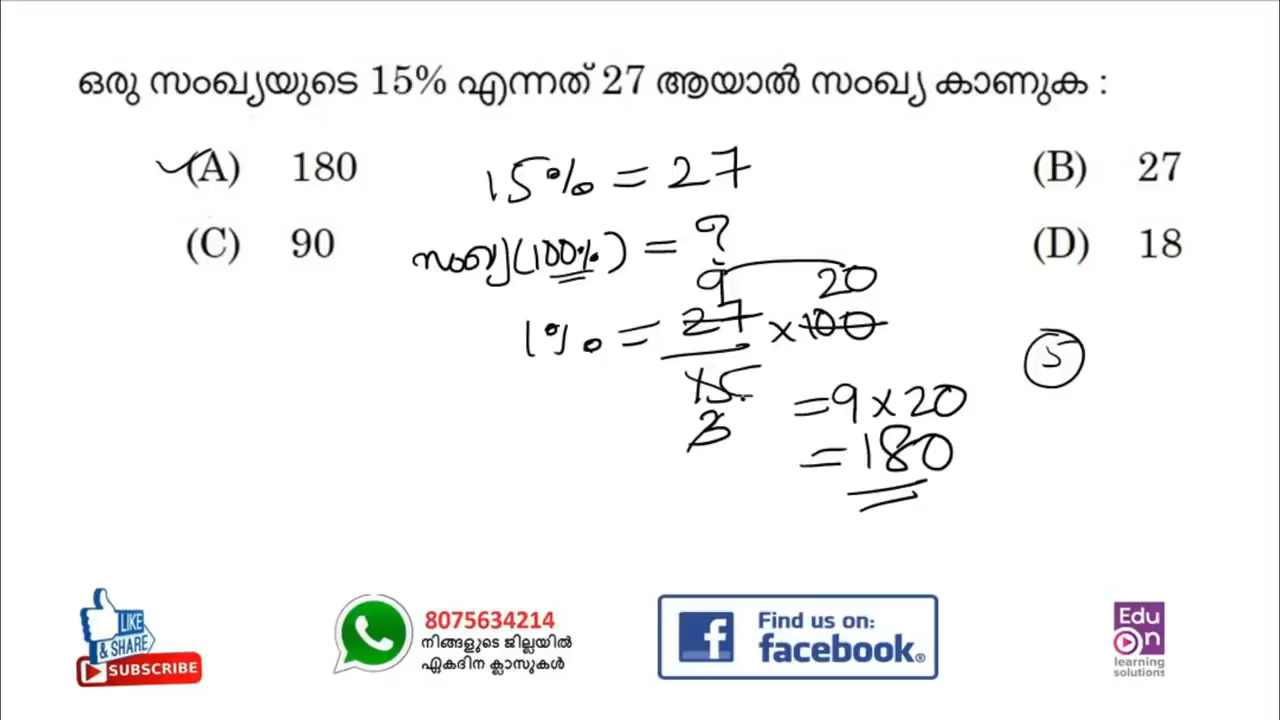 ഒരു സംഖ്യയുടെ 15% എന്നത് 27 ആയാൽ സംഖ്യ കാണുക :
(A) 180
(B) 27
(C) 90
(D) 18
15% = 27
സംഖ്യ (100%) = ?
9 20
1% = 27 × 100
15
3
= 9 × 20
= 180
5
LIKE
& SHARE
SUBSCRIBE
8075634214
നിങ്ങളുടെ ജില്ലയിൽ
ഏകദിന ക്ലാസുകൾ
Find us on:
facebook®
Edu
On
learning
solutions